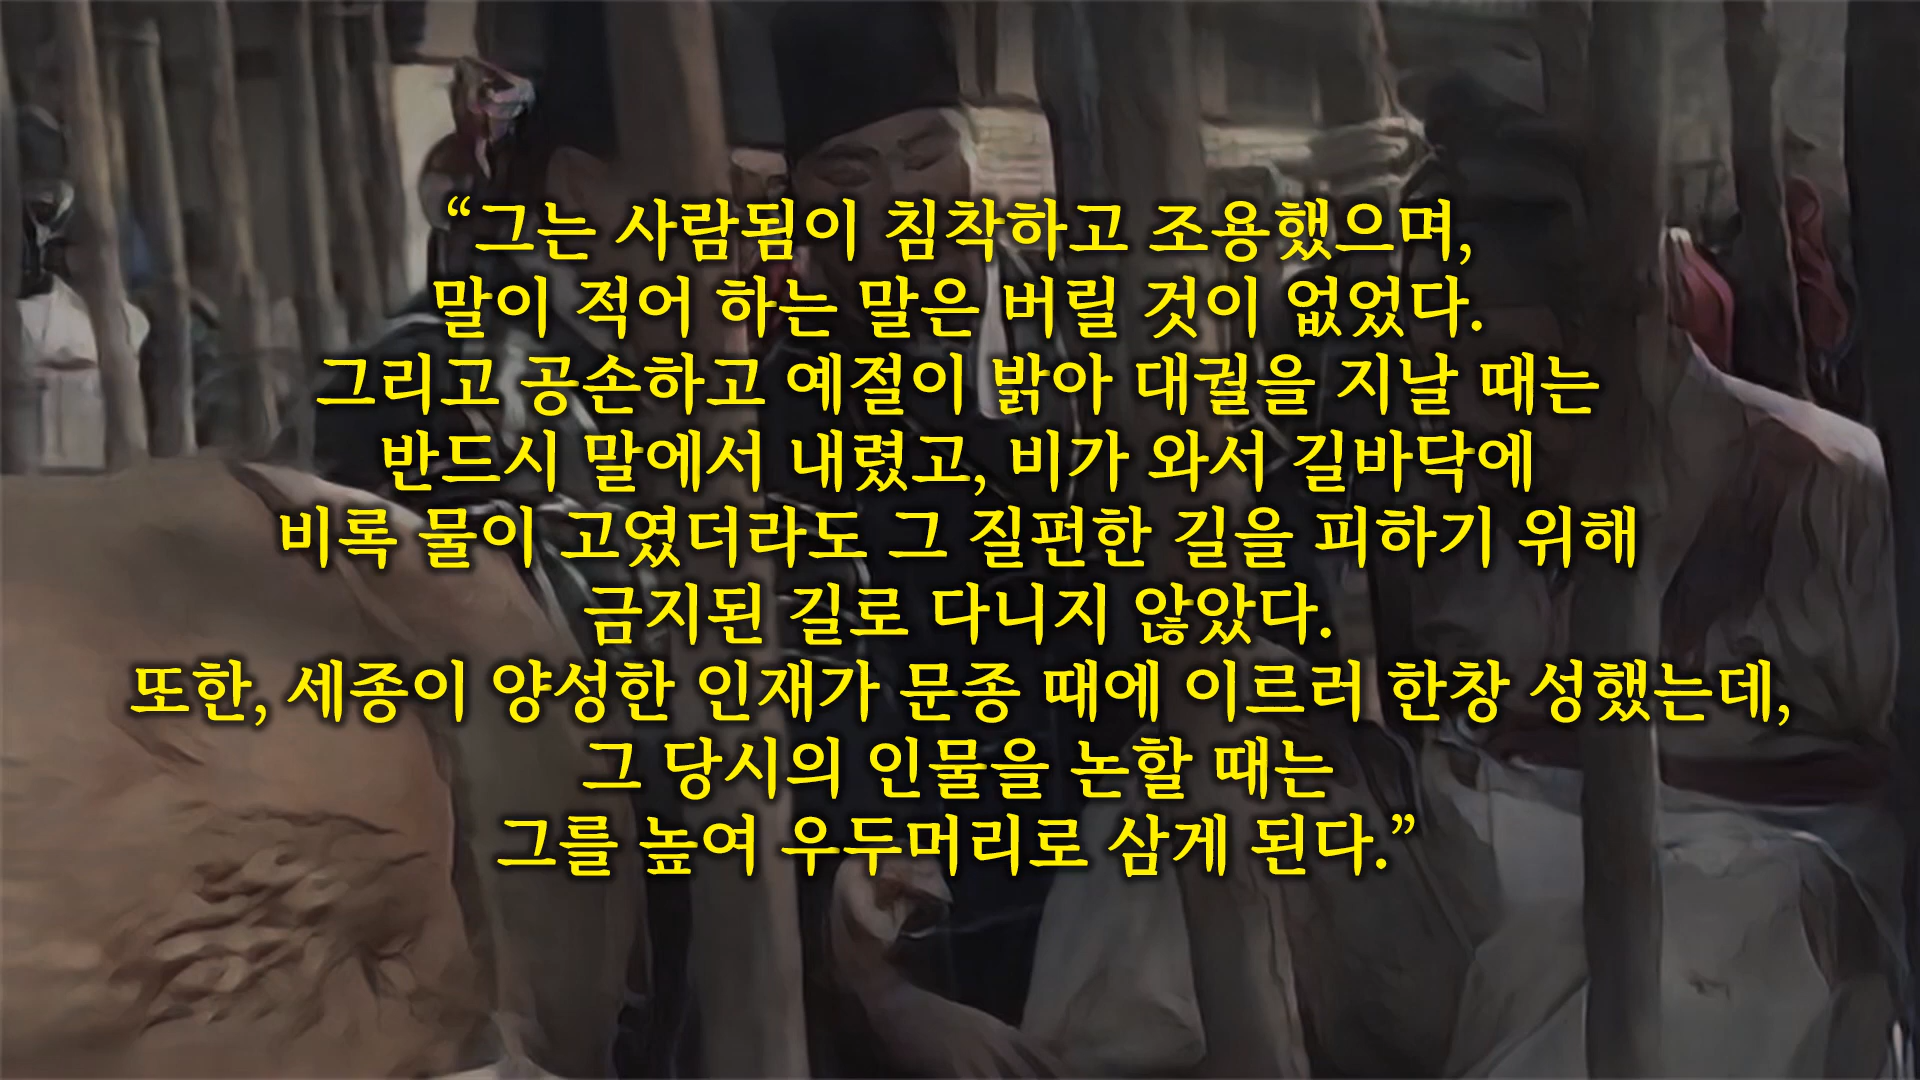 “그는 사람됨이 침착하고 조용했으며,
말이 적어 하는 말은 버릴 것이 없었다.
그리고 공손하고 예절이 밝아 대궐을 지날 때는
반드시 말에서 내렸고, 비가 와서 길바닥에
비록 물이 고였더라도 그 질펀한 길을 피하기 위해
금지된 길로 다니지 않았다.
또한, 세종이 양성한 인재가 문종 때에 이르러 한창 성했는데,
그 당시의 인물을 논할 때는
그를 높여 우두머리로 삼게 된다.”